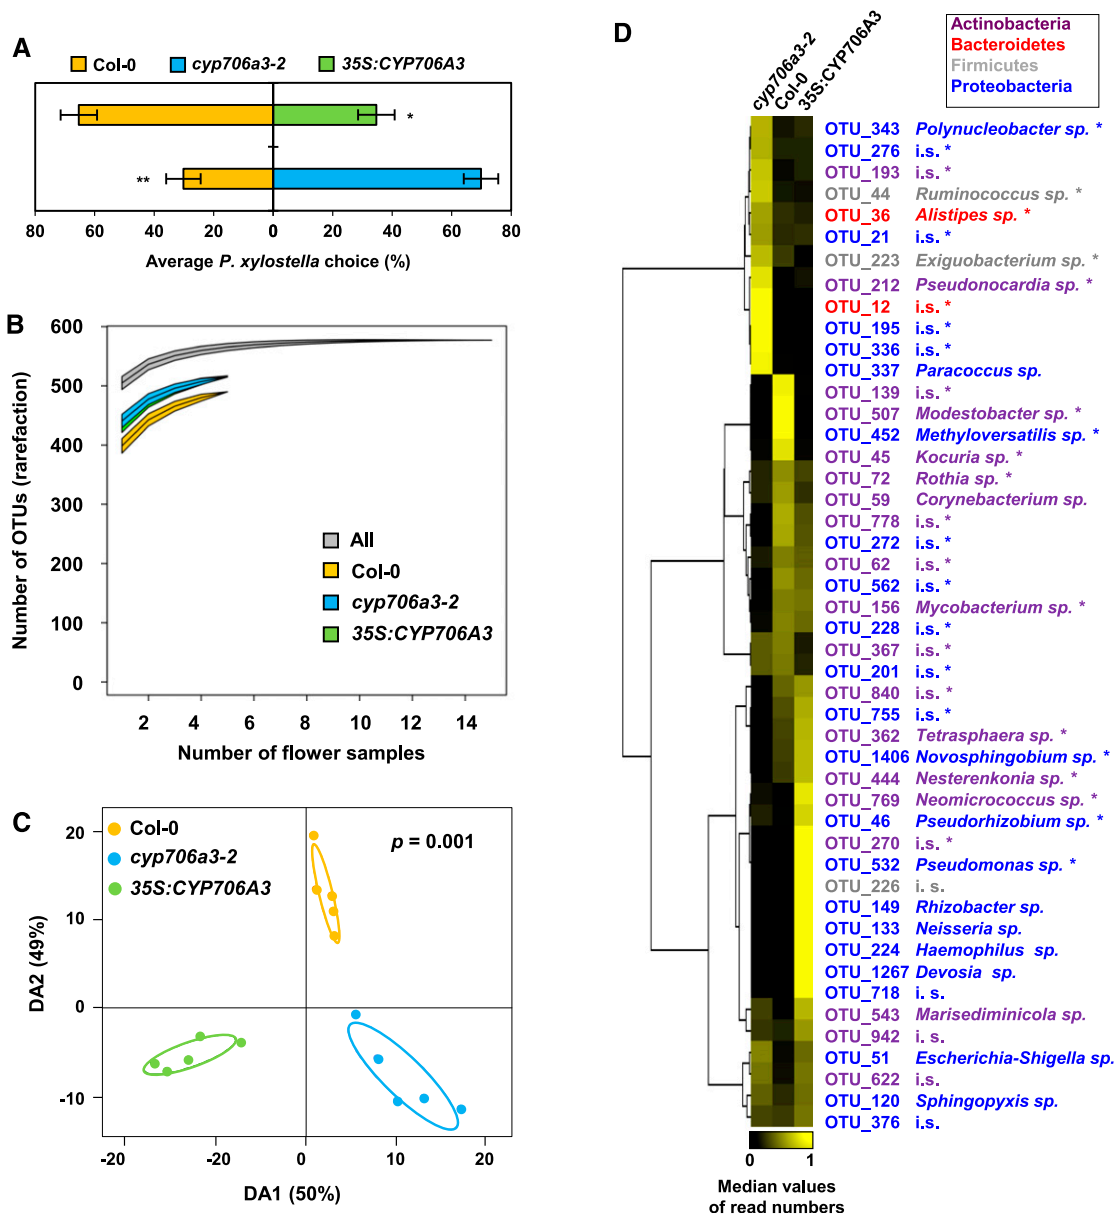 A
Col-0 cyp706a3-2 35S:CYP706A3
*
**
80 60 40 20 0 20 40 60 80
Average P. xylostella choice (%)
B
Number of OTUs (rarefaction)
600
500
400
300
200
100
0
All
Col-0
cyp706a3-2
35S:CYP706A3
2 4 6 8 10 12 14
Number of flower samples
C
Col-0
cyp706a3-2
35S:CYP706A3
p = 0.001
DA2 (49%)
20
10
0
-10
-20 -20 0 10 20
DA1 (50%)
D
cyp706a3-2
Col-0
35S:CYP706A3
Actinobacteria
Bacteroidetes
Firmicutes
Proteobacteria
OTU_343 Polynucleobacter sp. *
OTU_276 i.s. *
OTU_193 i.s. *
OTU_44 Ruminococcus sp. *
OTU_36 Alistipes sp. *
OTU_21 i.s. *
OTU_223 Exiguobacterium sp. *
OTU_212 Pseudonocardia sp. *
OTU_12 i.s. *
OTU_195 i.s. *
OTU_336 i.s. *
OTU_337 Paracoccus sp.
OTU_139 i.s. *
OTU_507 Modestobacter sp. *
OTU_452 Methyloversatilis sp. *
OTU_45 Kocuria sp. *
OTU_72 Rothia sp. *
OTU_59 Corynebacterium sp.
OTU_778 i.s. *
OTU_272 i.s. *
OTU_62 i.s. *
OTU_562 i.s. *
OTU_156 Mycobacterium sp. *
OTU_228 i.s. *
OTU_367 i.s. *
OTU_201 i.s. *
OTU_840 i.s. *
OTU_755 i.s. *
OTU_362 Tetrasphaera sp. *
OTU_1406 Novosphingobium sp. *
OTU_444 Nesterenkonia sp. *
OTU_769 Neomicrococcus sp. *
OTU_46 Pseudorhizobium sp. *
OTU_270 i.s. *
OTU_532 Pseudomonas sp. *
OTU_226 i. s.
OTU_149 Rhizobacter sp.
OTU_133 Neisseria sp.
OTU_224 Haemophilus sp.
OTU_1267 Devosia sp.
OTU_718 i. s.
OTU_543 Marisediminicola sp.
OTU_942 i. s.
OTU_51 Escherichia-Shigella sp.
OTU_622 i.s.
OTU_120 Sphingopyxis sp.
OTU_376 i.s.
0 1
Median values
of read numbers